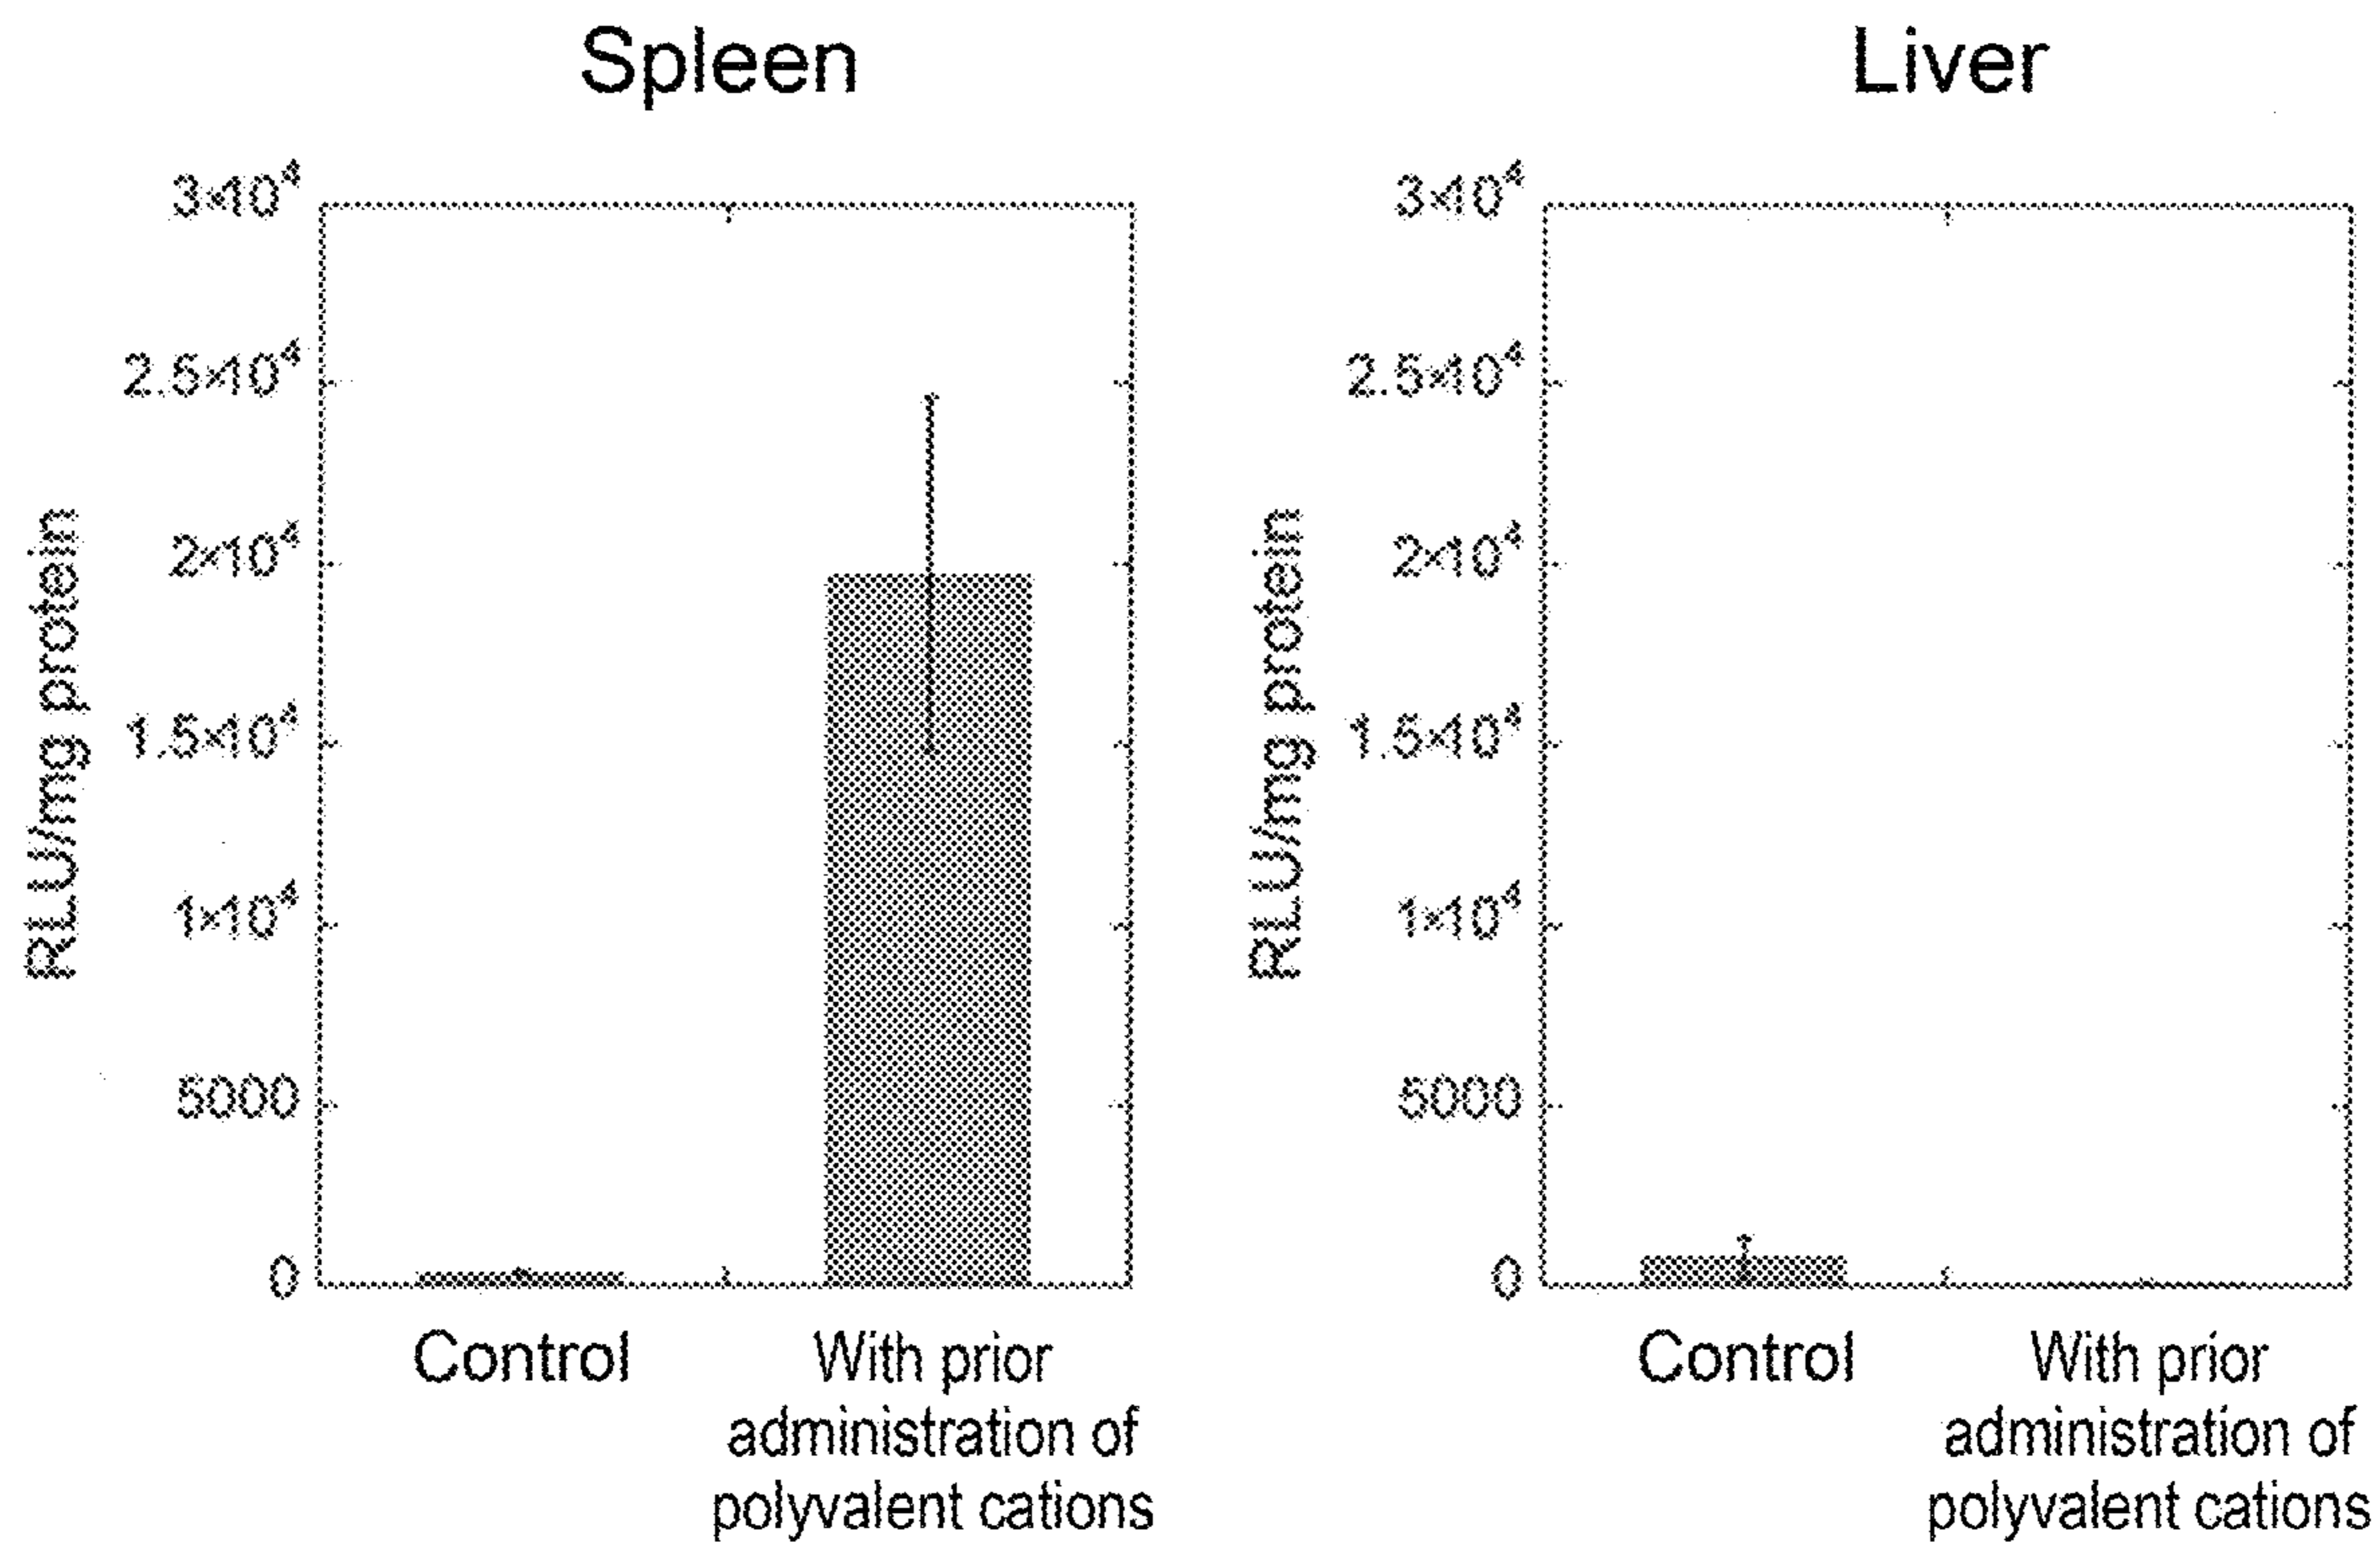 Spleen
3×10⁴
2.5×10⁴
2×10⁴
1.5×10⁴
1×10⁴
5000
0
RLU/mg protein
Control
With prior
administration of
polyvalent cations
Liver
3×10⁴
2.5×10⁴
2×10⁴
1.5×10⁴
1×10⁴
5000
0
RLU/mg protein
Control
With prior
administration of
polyvalent cations